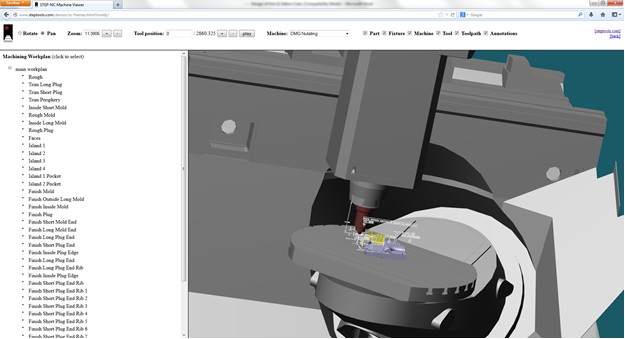 Firefox
STEP-NC Machine Viewer
www.steptools.com/demos/nc-frames.html?moldy/
Google
Rotate Pan Zoom: 11.3906 + - Tool position: 0 / 2860.325 + - play Machine: DMG Nutating Part Fixture Machine Tool Toolpath Annotations
[steptools.com]
[back]
Machining Workplan (click to select)
main workplan
Rough
Trim Long Plug
Trim Short Plug
Trim Periphery
Inside Short Mold
Rough Mold
Inside Long Mold
Rough Plug
Faces
Island 1
Island 2
Island 3
Island 4
Island 1 Pocket
Island 2 Pocket
Finish Mold
Finish Outside Long Mold
Finish Inside Mold
Finish Plug
Finish Short Mold End
Finish Long Mold End
Finish Long Plug End
Finish Short Plug End
Finish Inside Plug Edge
Finish Long Plug End
Finish Long Plug End Rib
Finish Inside Plug Edge
Finish Short Plug End Rib
Finish Short Plug End Rib 1
Finish Short Plug End Rib 2
Finish Short Plug End Rib 3
Finish Short Plug End Rib 4
Finish Short Plug End Rib 5
Finish Short Plug End Rib 6
Finish Short Plug End Rib 7